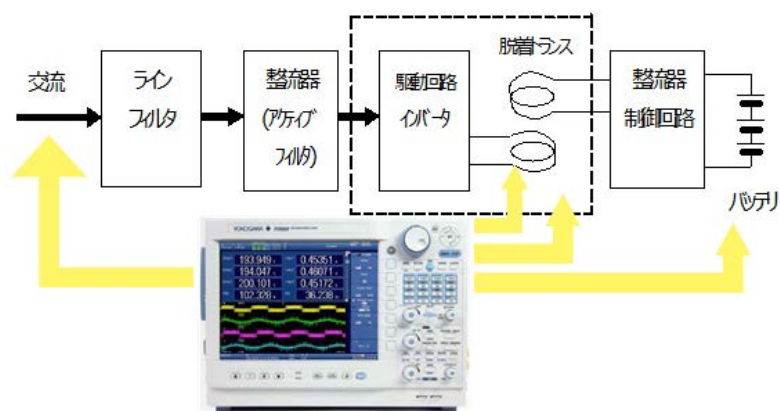 交流
ライン
フィルタ
整流器
(アクティブ
フィルタ)
駆動回路
インバータ
脱着トランス
整流器
制御回路
バッテリ
YOKOGAWA
193.949
0.45351
194.047
0.46071
200.101
0.45172
102.328
36.238